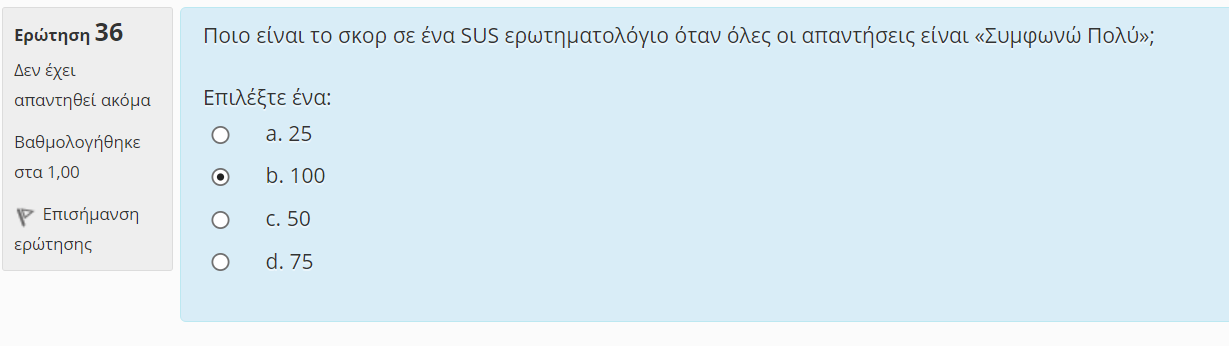 Ερώτηση 36
Δεν έχει
απαντηθεί ακόμα
Βαθμολογήθηκε
στα 1,00
Επισήμανση
ερώτησης
Ποιο είναι το σκορ σε ένα SUS ερωτηματολόγιο όταν όλες οι απαντήσεις είναι «Συμφωνώ Πολύ»;
Επιλέξτε ένα:
a. 25
b. 100
c. 50
d. 75